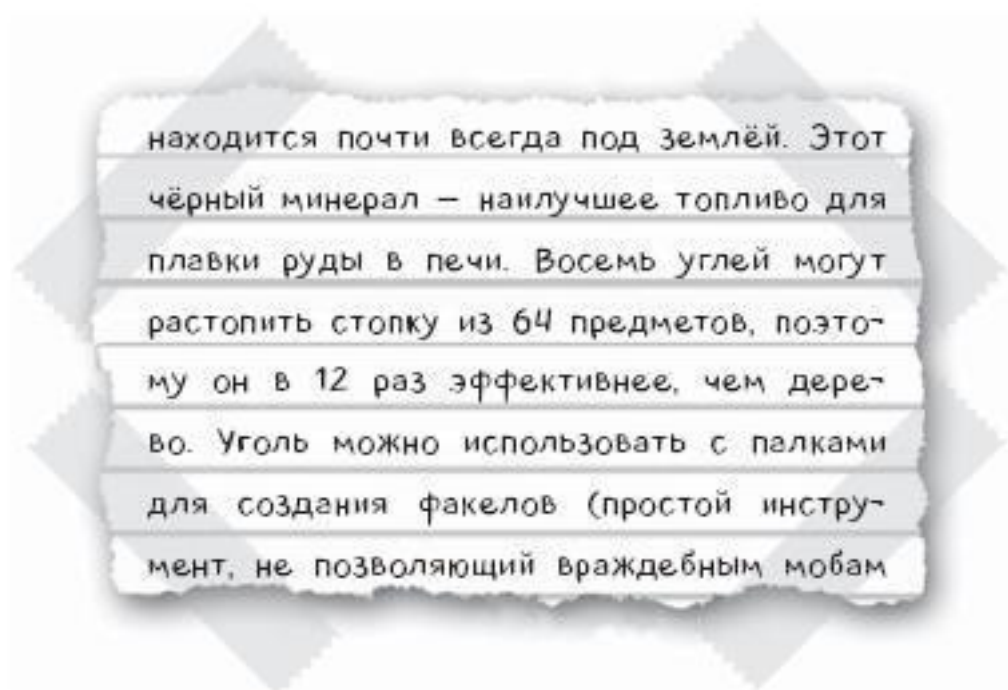 находится почти всегда под землёй. Этот
чёрный минерал – наилучшее топливо для
плавки руды в печи. Восемь углей могут
растопить стопку из 64 предметов, поэто¬
му он в 12 раз эффективнее, чем дере¬
во. Уголь можно использовать с палками
для создания факелов (простой инстру¬
мент, не позволяющий враждебным мобам